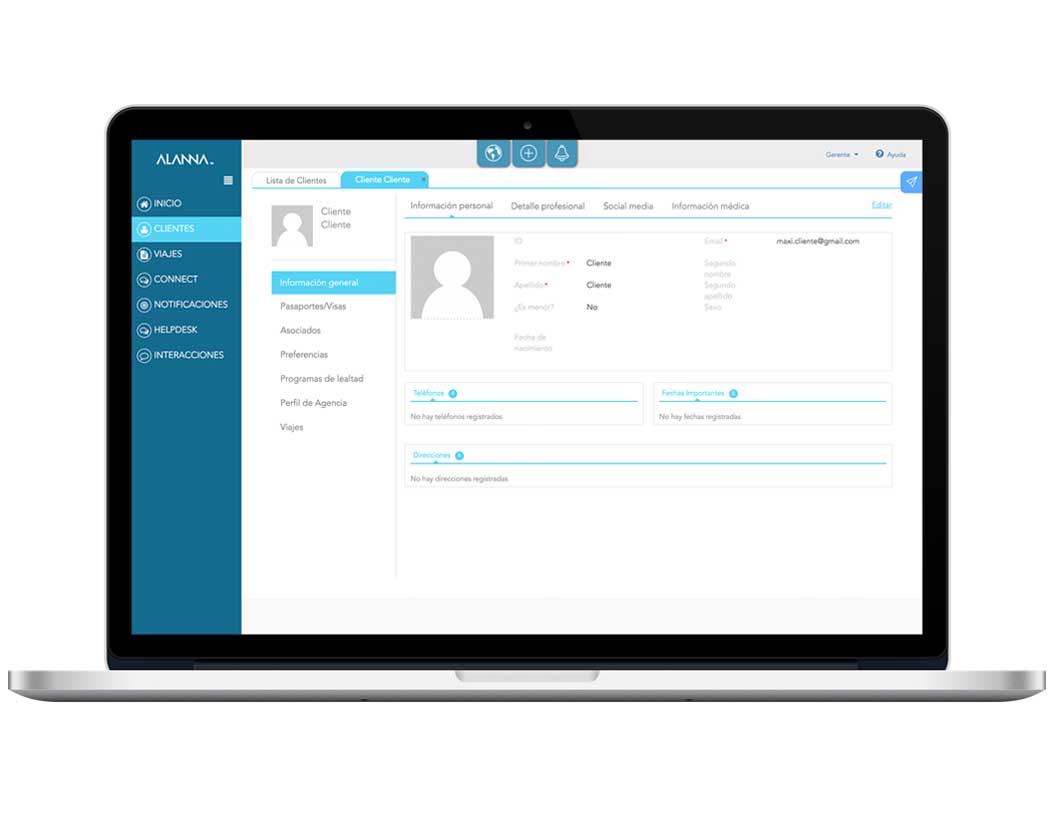 ALANNA
Gerente
Ayuda
Lista de Clientes
Cliente Cliente
INICIO
CLIENTES
VIAJES
CONNECT
NOTIFICACIONES
HELPDESK
INTERACCIONES
Cliente
Cliente
Información general
Pasaportes/Visas
Asociados
Preferencias
Programas de lealtad
Perfil de Agencia
Viajes
Información personal
Detalle profesional
Social media
Información médica
Editar
ID
Email* maxi.cliente@gmail.com
Primer nombre* Cliente
Segundo
nombre
Apellido* Cliente
Segundo
apellido
¿Es menor? No
Sexo
Fecha de
nacimiento
Teléfonos 0
No hay teléfonos registrados
Fechas Importantes 0
No hay fechas registradas
Direcciones 0
No hay direcciones registradas